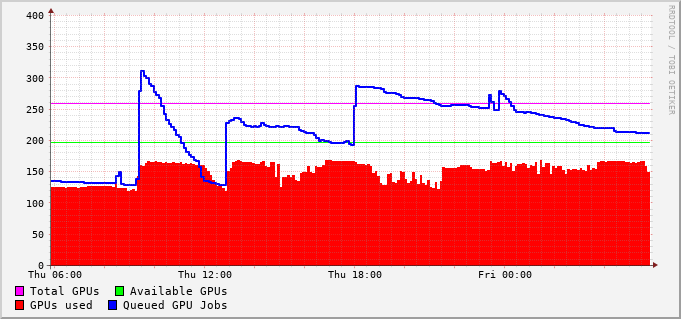 400
350
300
250
200
150
100
50
0
Thu 06:00 Thu 12:00 Thu 18:00 Fri 00:00
Total GPUs Available GPUs
GPUs used Queued GPU Jobs
RRDTOOL / TOBI OETIKER